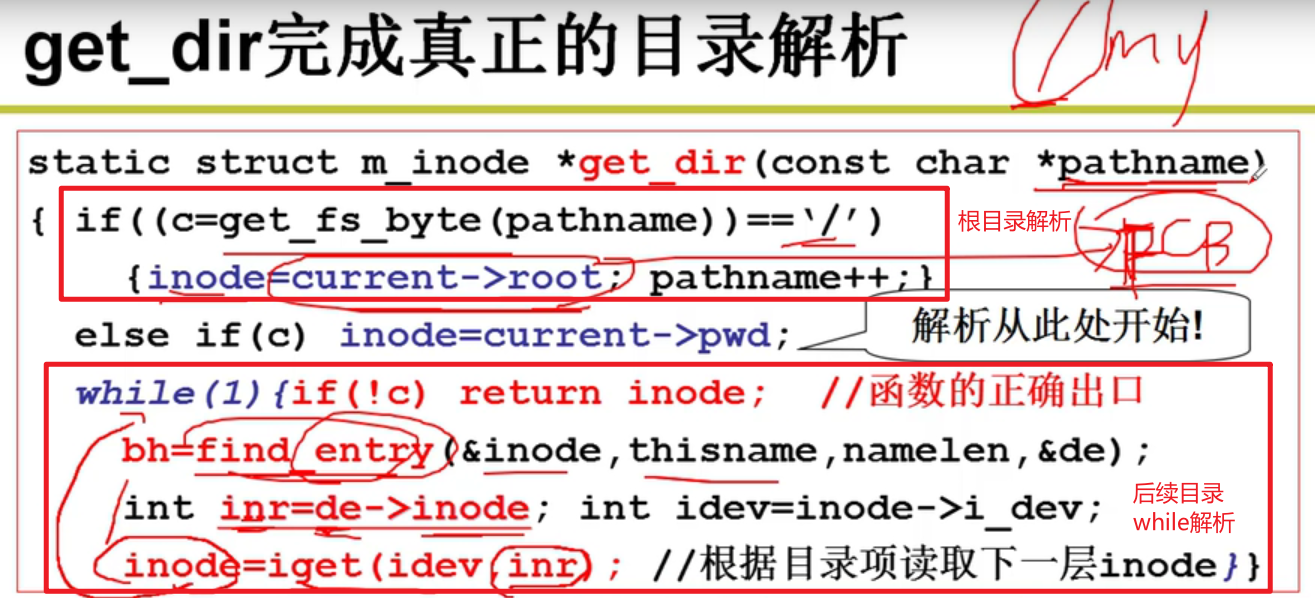 get_dir完成真正的目录解析
/my
static struct m_inode *get_dir(const char *pathname)
{ if((c=get_fs_byte(pathname))==‘/’)
根目录解析
PCB
{inode=current->root; pathname++;}
else if(c) inode=current->pwd;
解析从此处开始!
while(1){if(!c) return inode; //函数的正确出口
bh=find_entry(&inode,thisname,namelen,&de);
int inr=de->inode; int idev=inode->i_dev;
后续目录
while解析
inode=iget(idev,inr); //根据目录项读取下一层inode}}